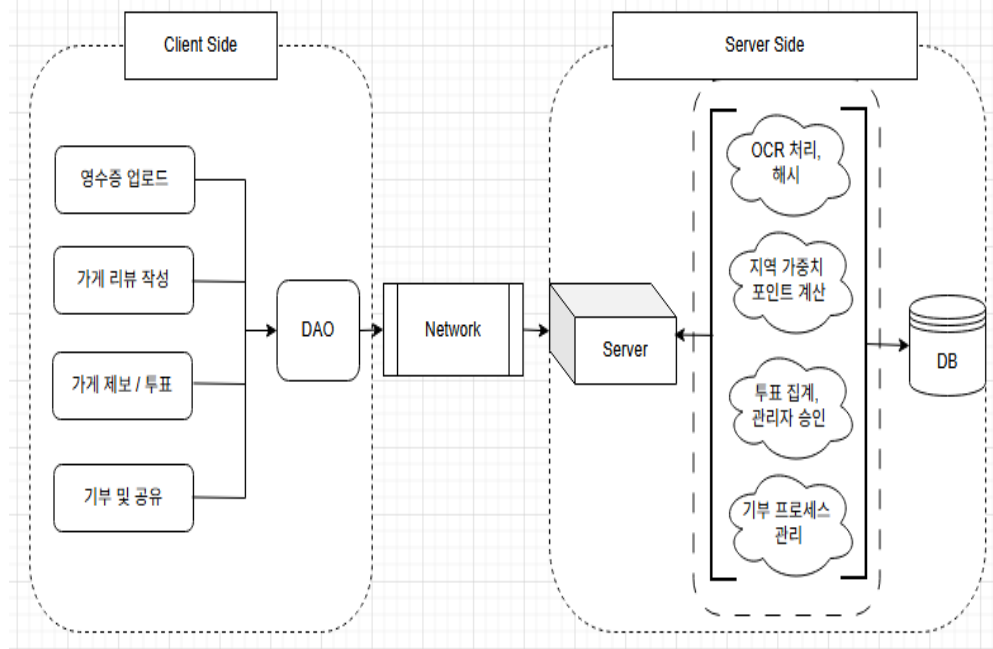 Client Side
영수증 업로드
가게 리뷰 작성
가게 제보 / 투표
기부 및 공유
DAO
Network
Server Side
Server
OCR 처리,
해시
지역 가중치
포인트 계산
투표 집계,
관리자 승인
기부 프로세스
관리
DB